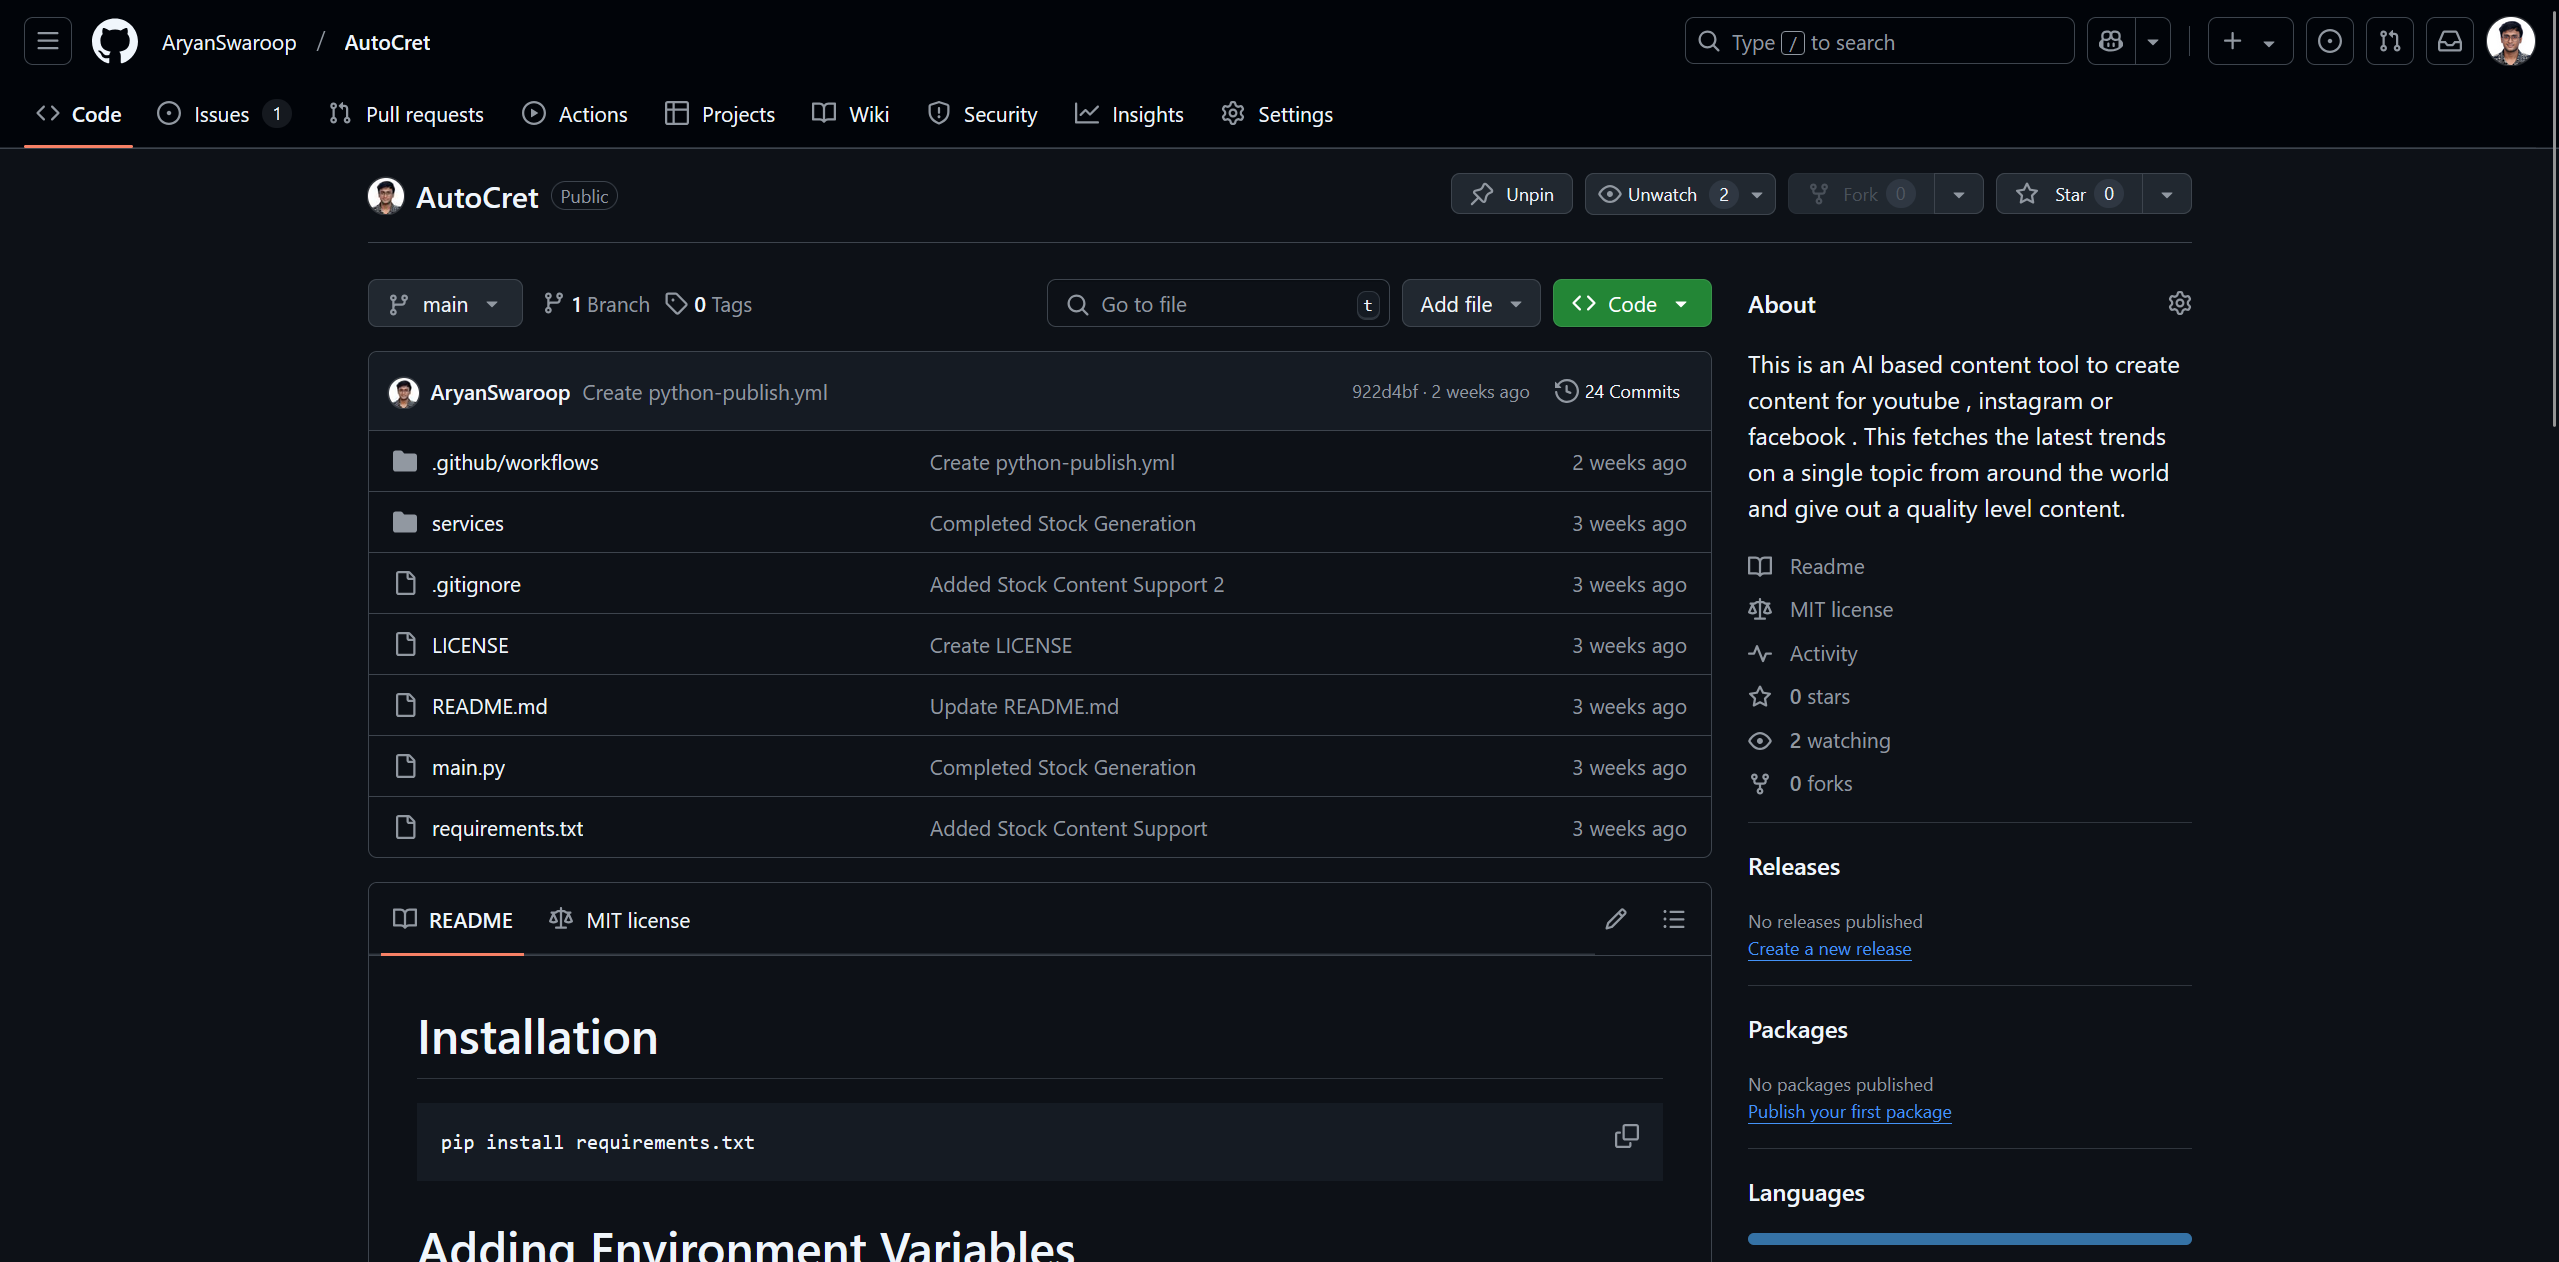 AryanSwaroop / AutoCret
Type / to search
Code
Issues 1
Pull requests
Actions
Projects
Wiki
Security
Insights
Settings
AutoCret Public
Unpin
Unwatch 2
Fork 0
Star 0
main
1 Branch
0 Tags
Go to file t
Add file
Code
AryanSwaroop Create python-publish.yml 922d4bf · 2 weeks ago 24 Commits
.github/workflows Create python-publish.yml 2 weeks ago
services Completed Stock Generation 3 weeks ago
.gitignore Added Stock Content Support 2 3 weeks ago
LICENSE Create LICENSE 3 weeks ago
README.md Update README.md 3 weeks ago
main.py Completed Stock Generation 3 weeks ago
requirements.txt Added Stock Content Support 3 weeks ago
README
MIT license
Installation
pip install requirements.txt
Adding Environment Variables
About
This is an AI based content tool to create
content for youtube , instagram or
facebook . This fetches the latest trends
on a single topic from around the world
and give out a quality level content.
Readme
MIT license
Activity
0 stars
2 watching
0 forks
Releases
No releases published
Create a new release
Packages
No packages published
Publish your first package
Languages